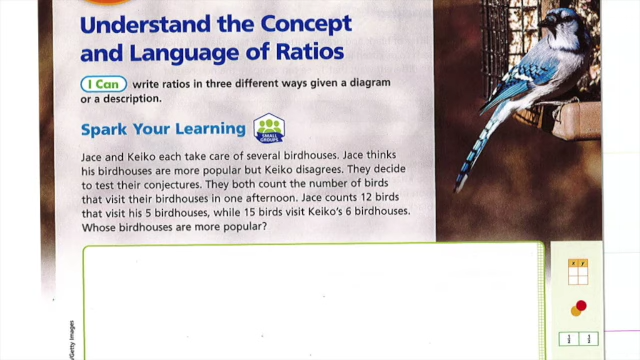 Understand the Concept
and Language of Ratios
I Can write ratios in three different ways given a diagram
or a description.
Spark Your Learning
SMALL
GROUPS
Jace and Keiko each take care of several birdhouses. Jace thinks
his birdhouses are more popular but Keiko disagrees. They decide
to test their conjectures. They both count the number of birds
that visit their birdhouses in one afternoon. Jace counts 12 birds
that visit his 5 birdhouses, while 15 birds visit Keiko's 6 birdhouses.
Whose birdhouses are more popular?
x y
/Getty Images